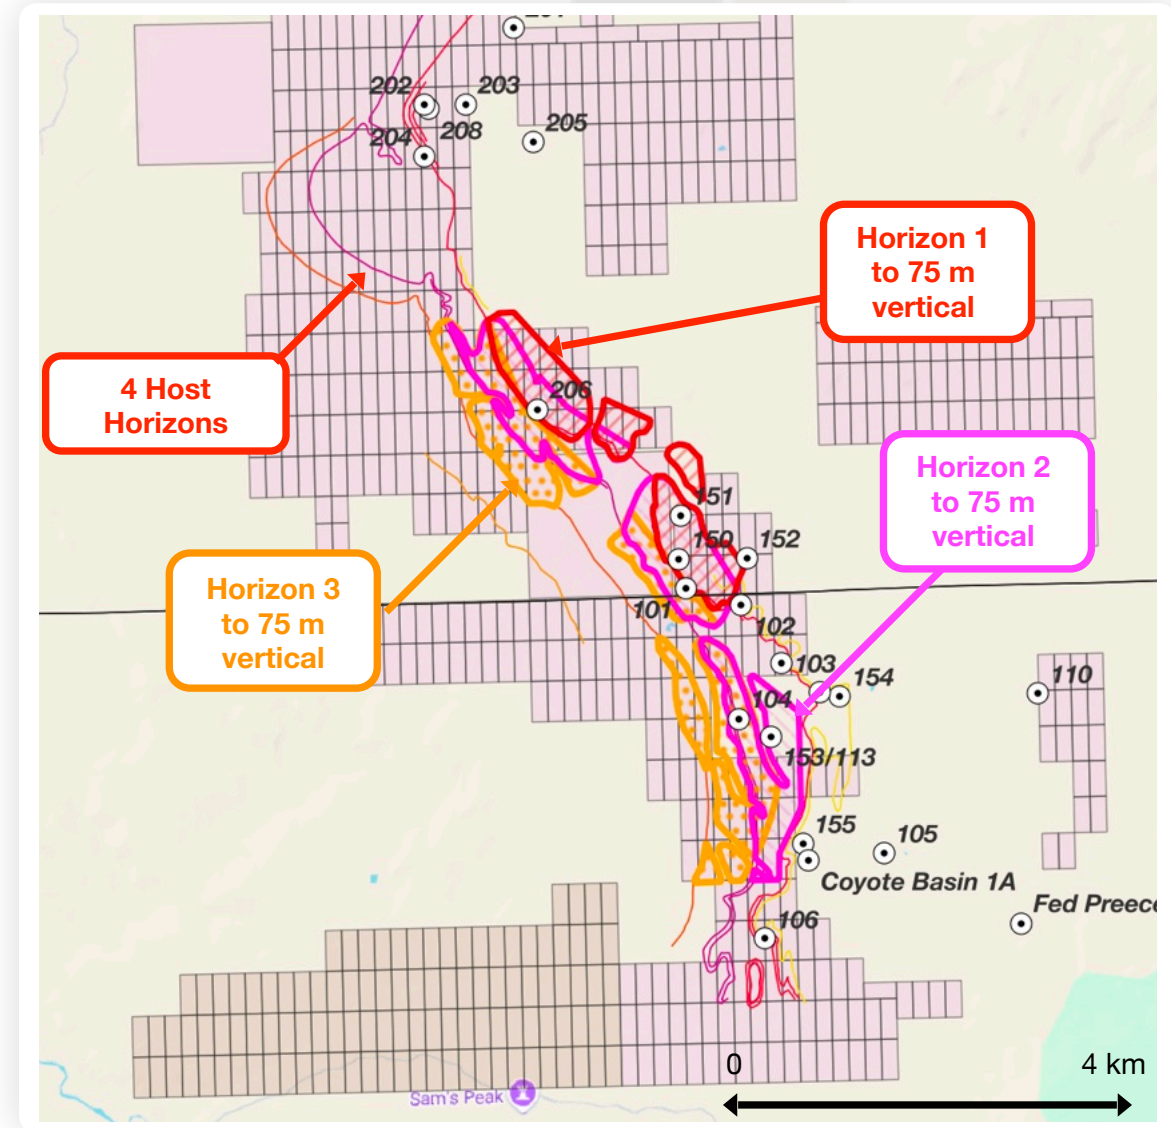 202
203
204
208
205
Horizon 1
to 75 m
vertical
4 Host
Horizons
206
Horizon 2
to 75 m
vertical
151
150
152
Horizon 3
to 75 m
vertical
101
102
103
154
110
104
153/113
155
105
Coyote Basin 1A
Fed Preece
106
0
4 km
Sam's Peak